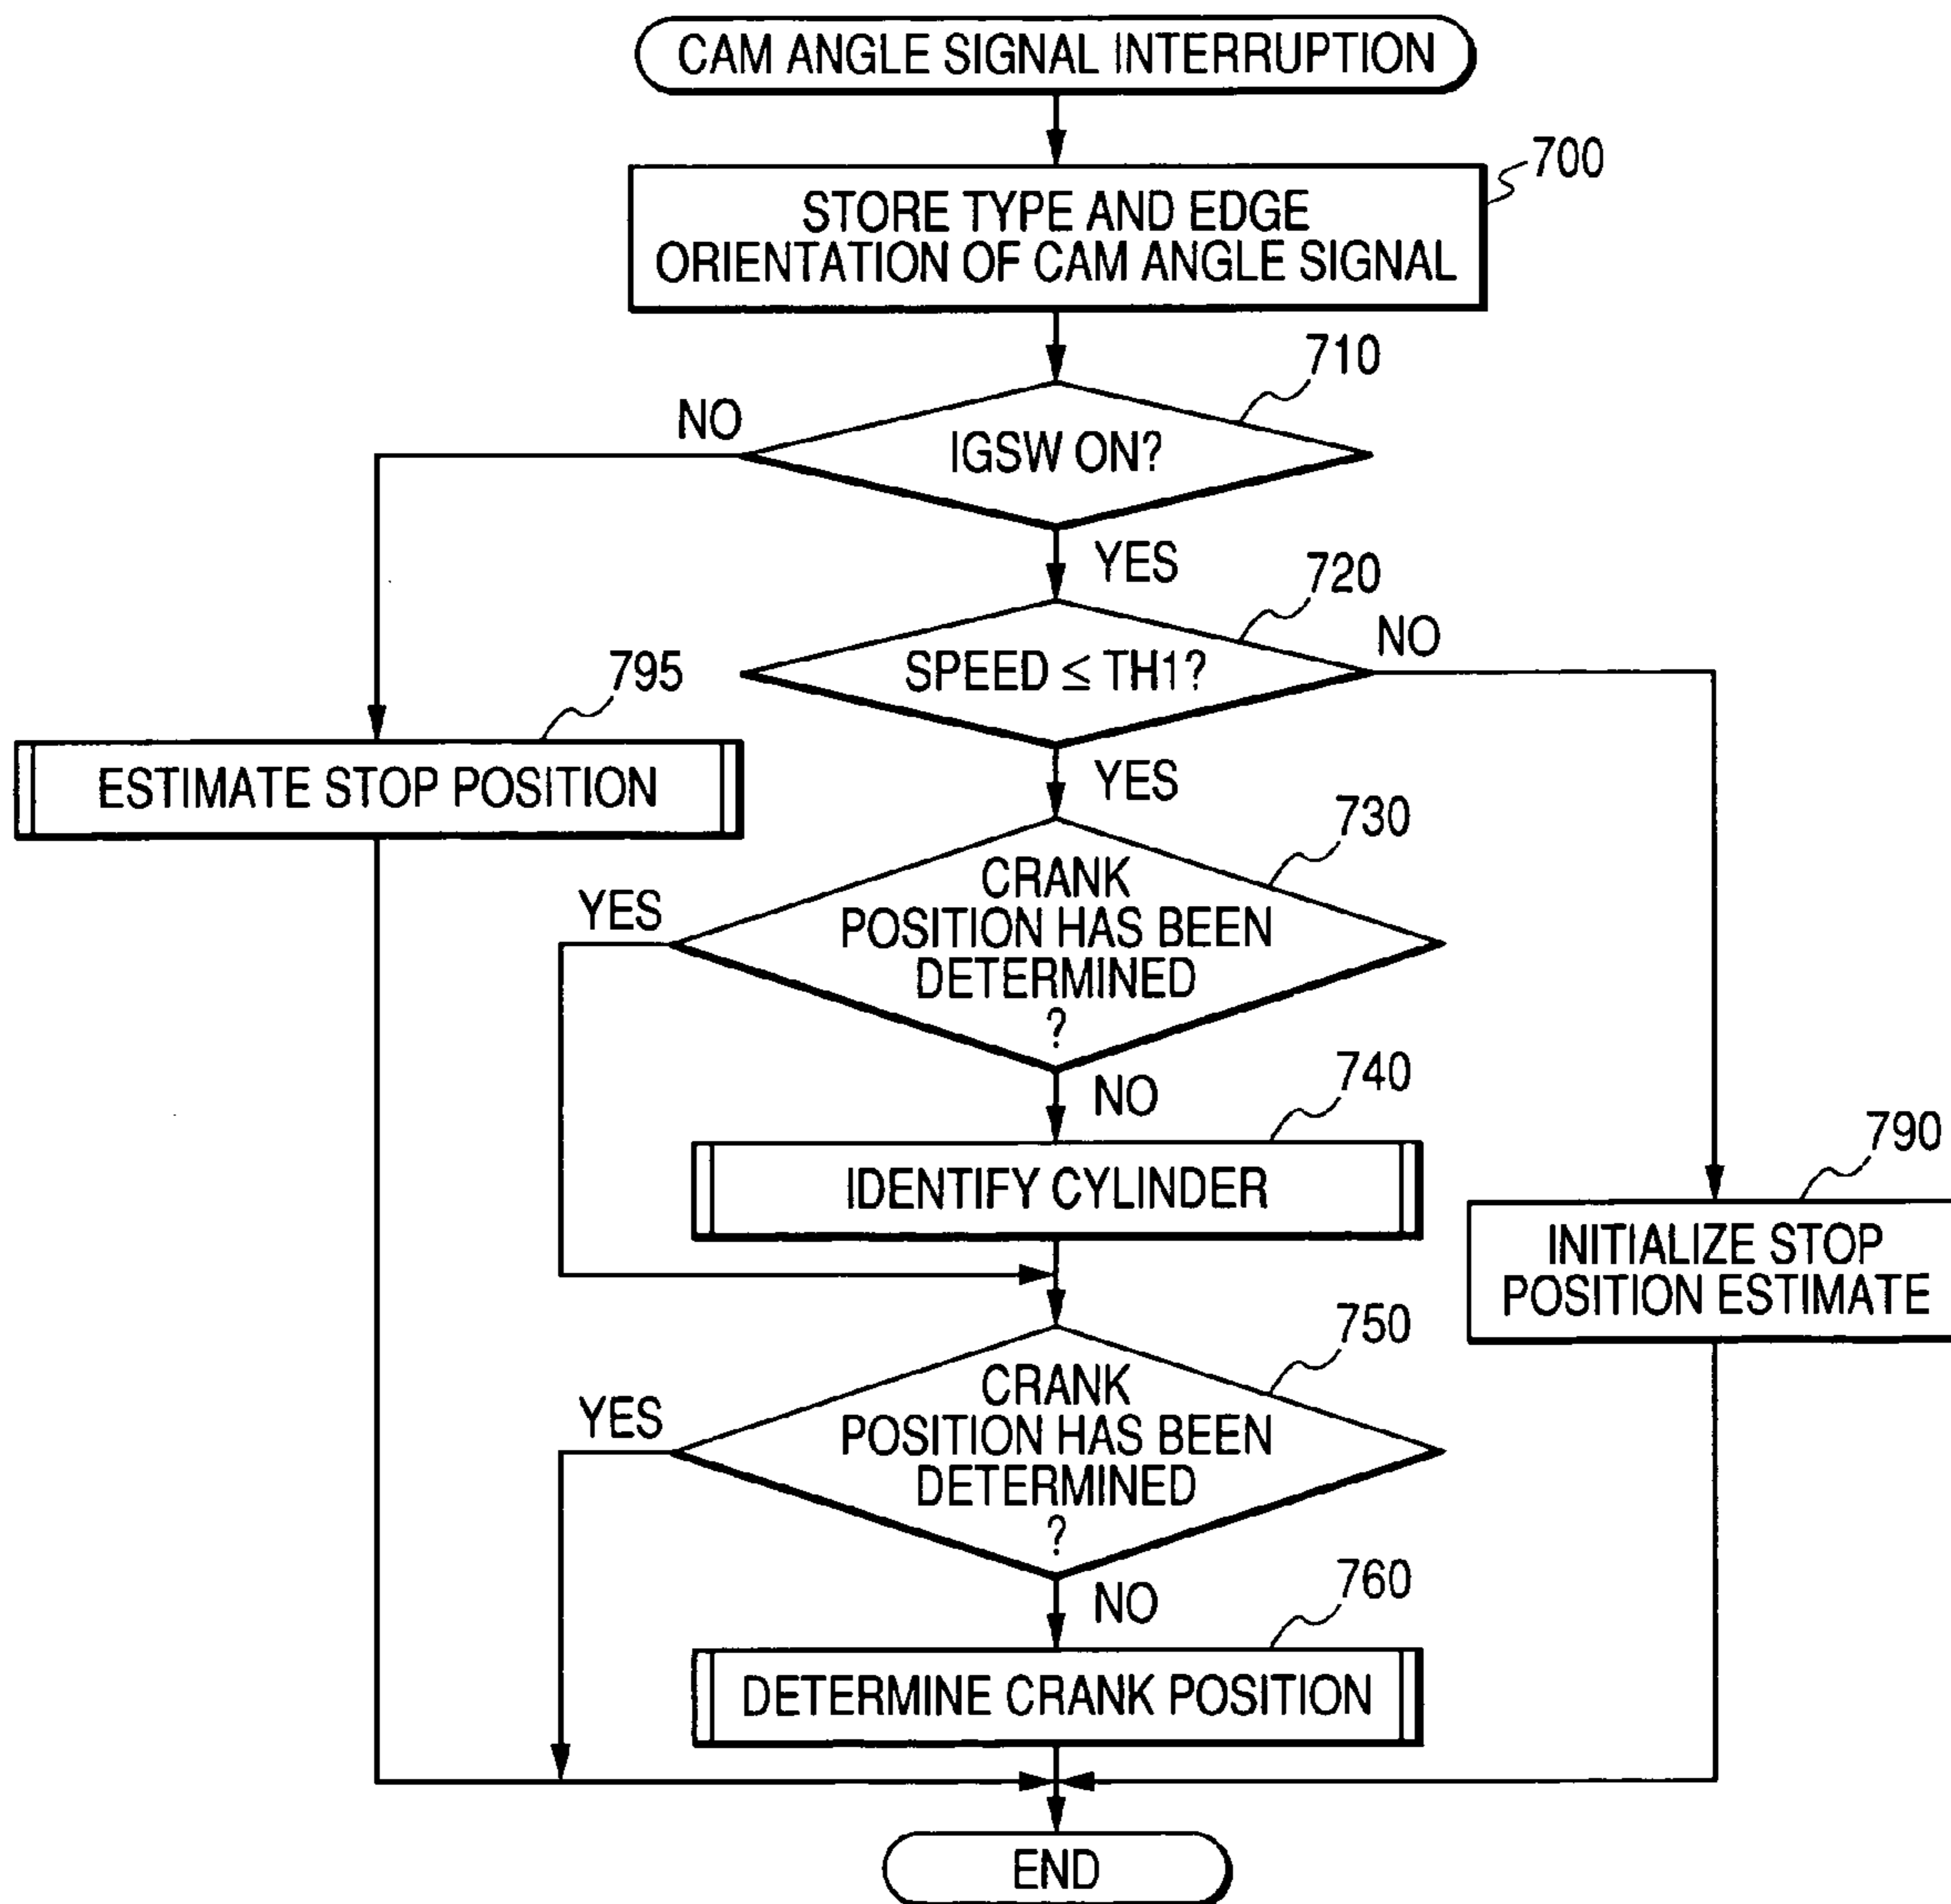 CAM ANGLE SIGNAL INTERRUPTION
700
STORE TYPE AND EDGE
ORIENTATION OF CAM ANGLE SIGNAL
710
NO
IGSW ON?
YES
720
NO
SPEED ≤ TH1?
795
ESTIMATE STOP POSITION
YES
730
CRANK
POSITION HAS BEEN
DETERMINED
?
YES
NO
740
IDENTIFY CYLINDER
790
INITIALIZE STOP
POSITION ESTIMATE
750
CRANK
POSITION HAS BEEN
DETERMINED
?
YES
NO
760
DETERMINE CRANK POSITION
END